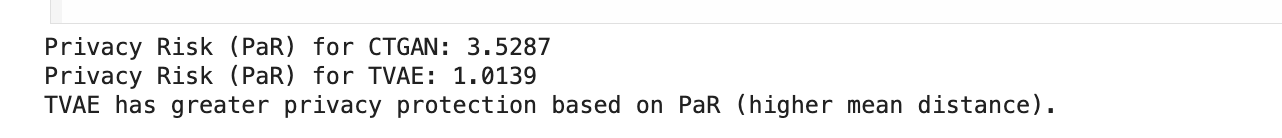 Privacy Risk (PaR) for CTGAN: 3.5287
Privacy Risk (PaR) for TVAE: 1.0139
TVAE has greater privacy protection based on PaR (higher mean distance).